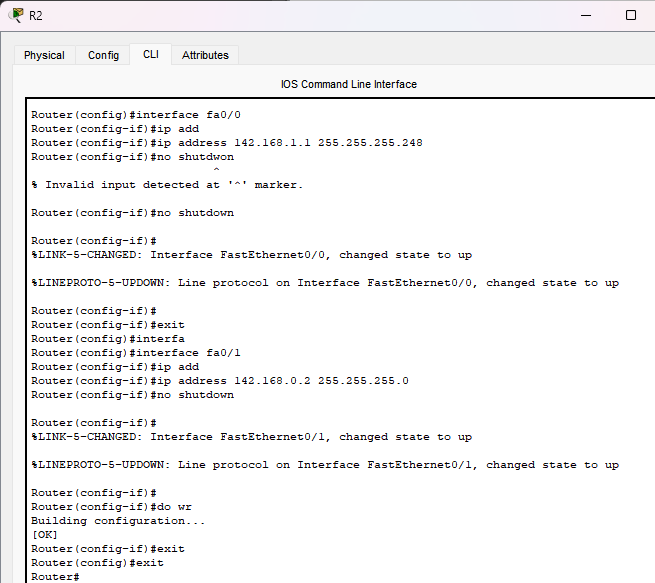 R2
Physical Config CLI Attributes
IOS Command Line Interface
Router(config)#interface fa0/0
Router(config-if)#ip add
Router(config-if)#ip address 142.168.1.1 255.255.255.248
Router(config-if)#no shutdwon
^
% Invalid input detected at '^' marker.
Router(config-if)#no shutdown
Router(config-if)#
%LINK-5-CHANGED: Interface FastEthernet0/0, changed state to up
%LINEPROTO-5-UPDOWN: Line protocol on Interface FastEthernet0/0, changed state to up
Router(config-if)#
Router(config-if)#exit
Router(config)#interfa
Router(config)#interface fa0/1
Router(config-if)#ip add
Router(config-if)#ip address 142.168.0.2 255.255.255.0
Router(config-if)#no shutdown
Router(config-if)#
%LINK-5-CHANGED: Interface FastEthernet0/1, changed state to up
%LINEPROTO-5-UPDOWN: Line protocol on Interface FastEthernet0/1, changed state to up
Router(config-if)#
Router(config-if)#do wr
Building configuration...
[OK]
Router(config-if)#exit
Router(config)#exit
Router#